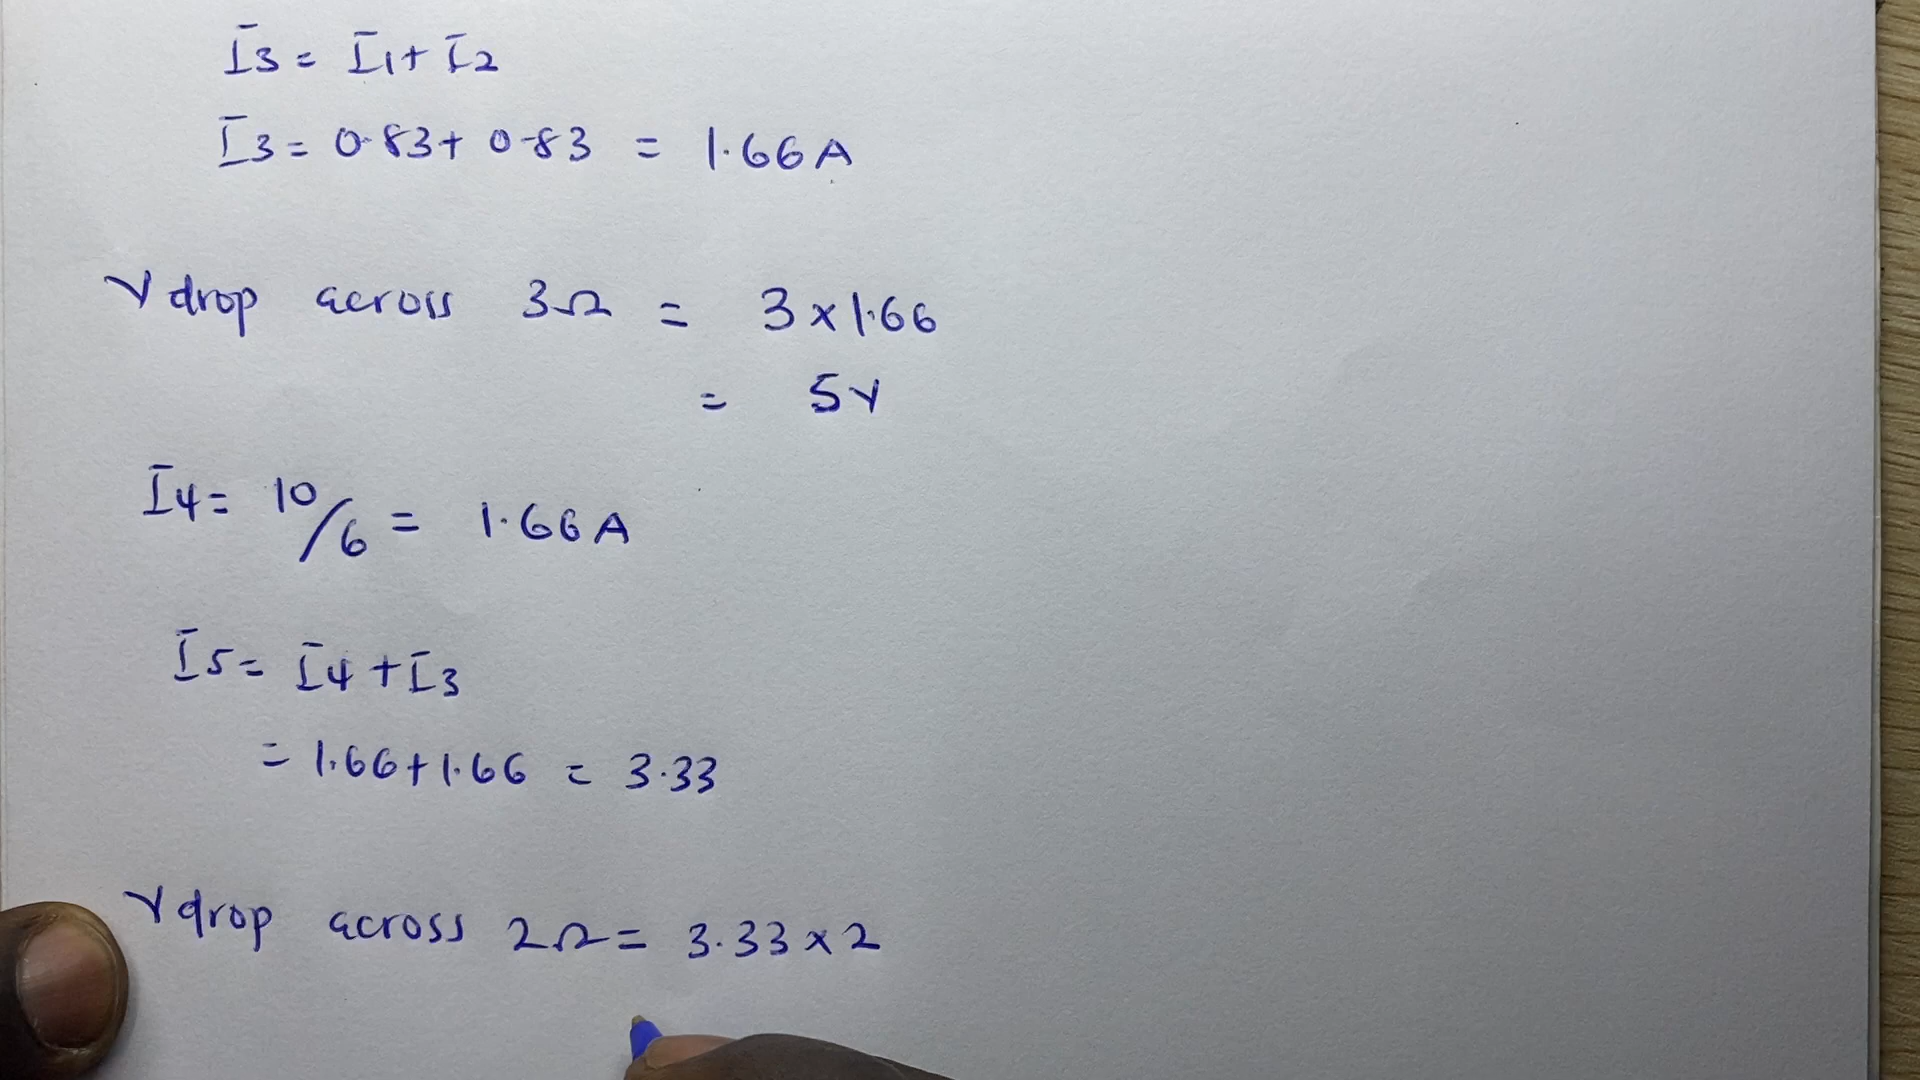 I3 = I1 + I2
I3 = 0.83 + 0.83 = 1.66A
V drop across 3Ω = 3 × 1.66
= 5V
I4 = 10/6 = 1.66A
I5 = I4 + I3
= 1.66 + 1.66 = 3.33
V drop across 2Ω = 3.33 × 2